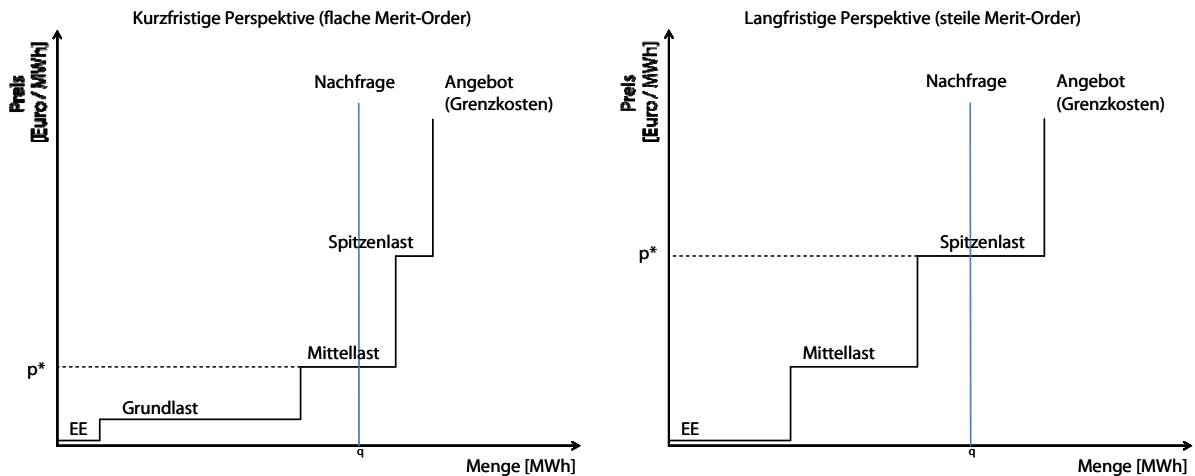 Kurzfristige Perspektive (flache Merit-Order)
Preis
[Euro / MWh]
Nachfrage
Angebot
(Grenzkosten)
Spitzenlast
Mittellast
p*
Grundlast
EE
q
Menge [MWh]
Langfristige Perspektive (steile Merit-Order)
Preis
[Euro / MWh]
Nachfrage
Angebot
(Grenzkosten)
Spitzenlast
p*
Mittellast
EE
q
Menge [MWh]